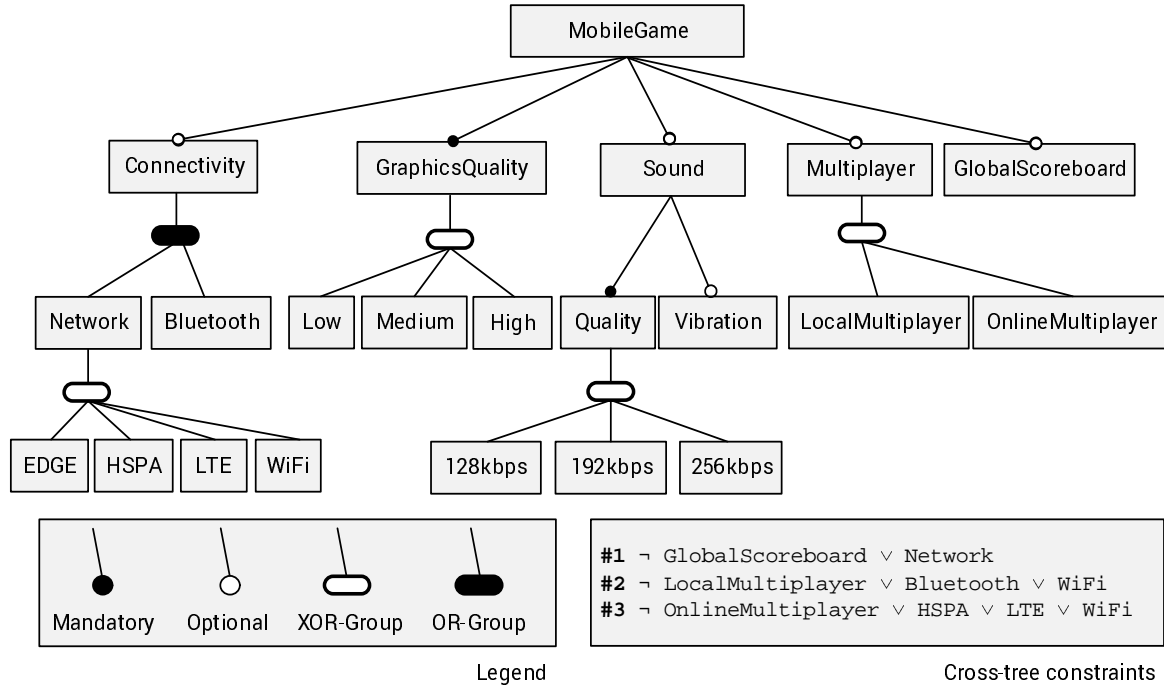 MobileGame
Connectivity GraphicsQuality Sound Multiplayer GlobalScoreboard
Network Bluetooth Low Medium High Quality Vibration LocalMultiplayer OnlineMultiplayer
EDGE HSPA LTE WiFi 128kbps 192kbps 256kbps
Mandatory Optional XOR-Group OR-Group
Legend
#1 ¬ GlobalScoreboard ∨ Network
#2 ¬ LocalMultiplayer ∨ Bluetooth ∨ WiFi
#3 ¬ OnlineMultiplayer ∨ HSPA ∨ LTE ∨ WiFi
Cross-tree constraints